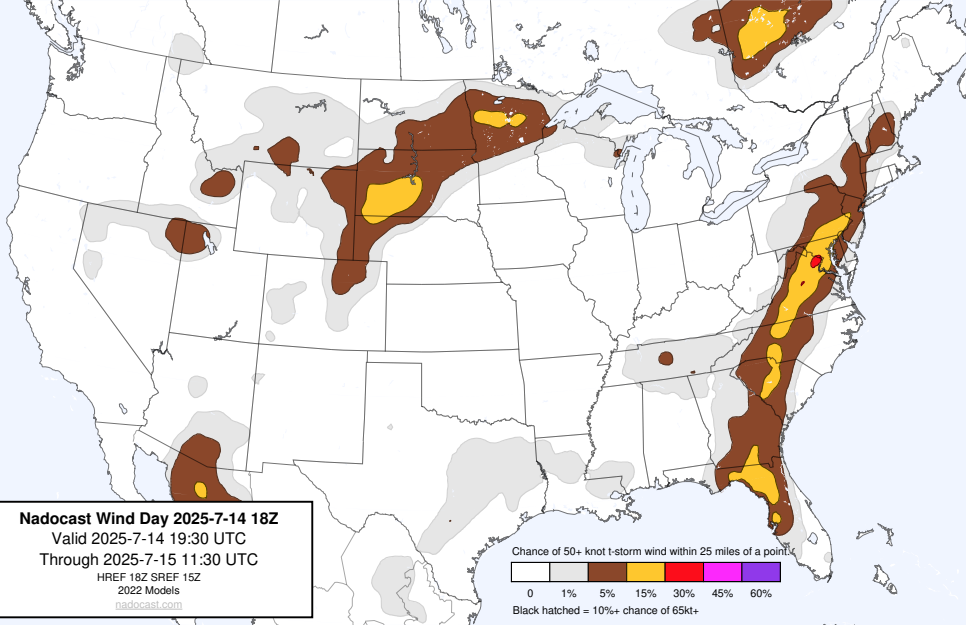 Nadocast Wind Day 2025-7-14 18Z
Valid 2025-7-14 19:30 UTC
Through 2025-7-15 11:30 UTC
HREF 18Z SREF 15Z
2022 Models
nadocast.com
Chance of 50+ knot t-storm wind within 25 miles of a point.
0 1% 5% 15% 30% 45% 60%
Black hatched = 10%+ chance of 65kt+